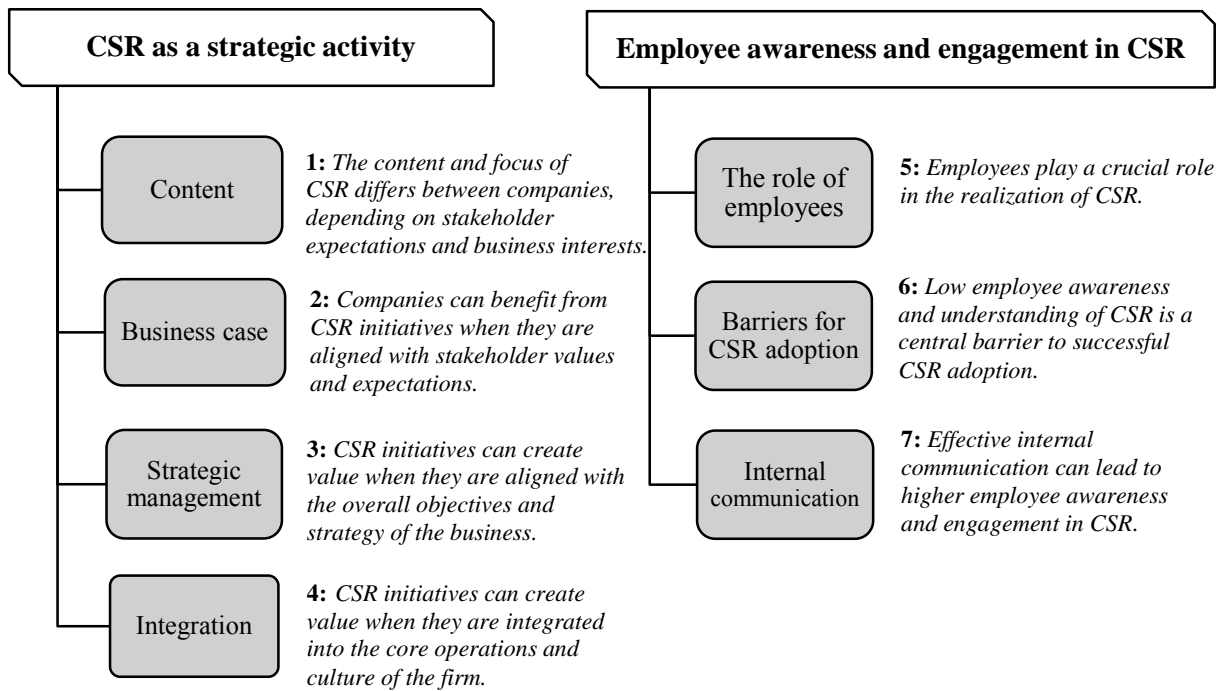 CSR as a strategic activity
Content
1: The content and focus of
CSR differs between companies,
depending on stakeholder
expectations and business interests.
Business case
2: Companies can benefit from
CSR initiatives when they are
aligned with stakeholder values
and expectations.
Strategic
management
3: CSR initiatives can create
value when they are aligned with
the overall objectives and
strategy of the business.
Integration
4: CSR initiatives can create
value when they are integrated
into the core operations and
culture of the firm.
Employee awareness and engagement in CSR
The role of
employees
5: Employees play a crucial role
in the realization of CSR.
Barriers for
CSR adoption
6: Low employee awareness
and understanding of CSR is a
central barrier to successful
CSR adoption.
Internal
communication
7: Effective internal
communication can lead to
higher employee awareness
and engagement in CSR.